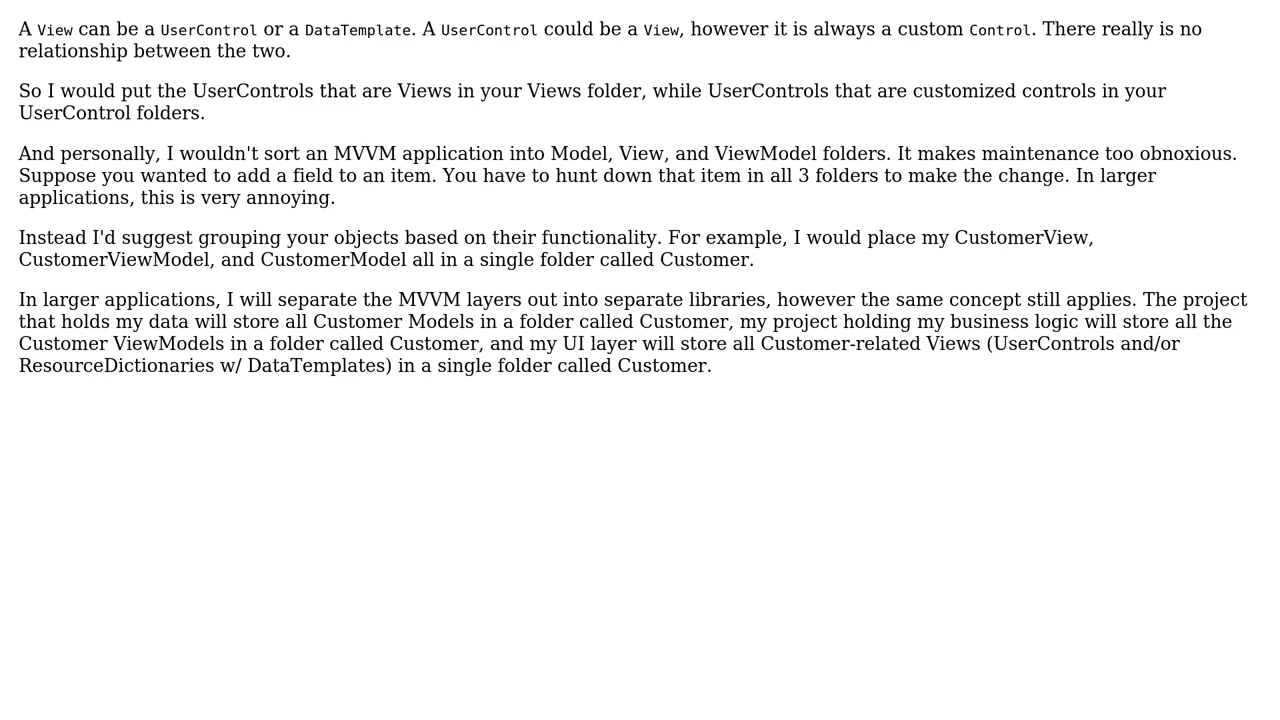 A View can be a UserControl or a DataTemplate. A UserControl could be a View, however it is always a custom Control. There really is no
relationship between the two.
So I would put the UserControls that are Views in your Views folder, while UserControls that are customized controls in your
UserControl folders.
And personally, I wouldn't sort an MVVM application into Model, View, and ViewModel folders. It makes maintenance too obnoxious.
Suppose you wanted to add a field to an item. You have to hunt down that item in all 3 folders to make the change. In larger
applications, this is very annoying.
Instead I'd suggest grouping your objects based on their functionality. For example, I would place my CustomerView,
CustomerViewModel, and CustomerModel all in a single folder called Customer.
In larger applications, I will separate the MVVM layers out into separate libraries, however the same concept still applies. The project
that holds my data will store all Customer Models in a folder called Customer, my project holding my business logic will store all the
Customer ViewModels in a folder called Customer, and my UI layer will store all Customer-related Views (UserControls and/or
ResourceDictionaries w/ DataTemplates) in a single folder called Customer.